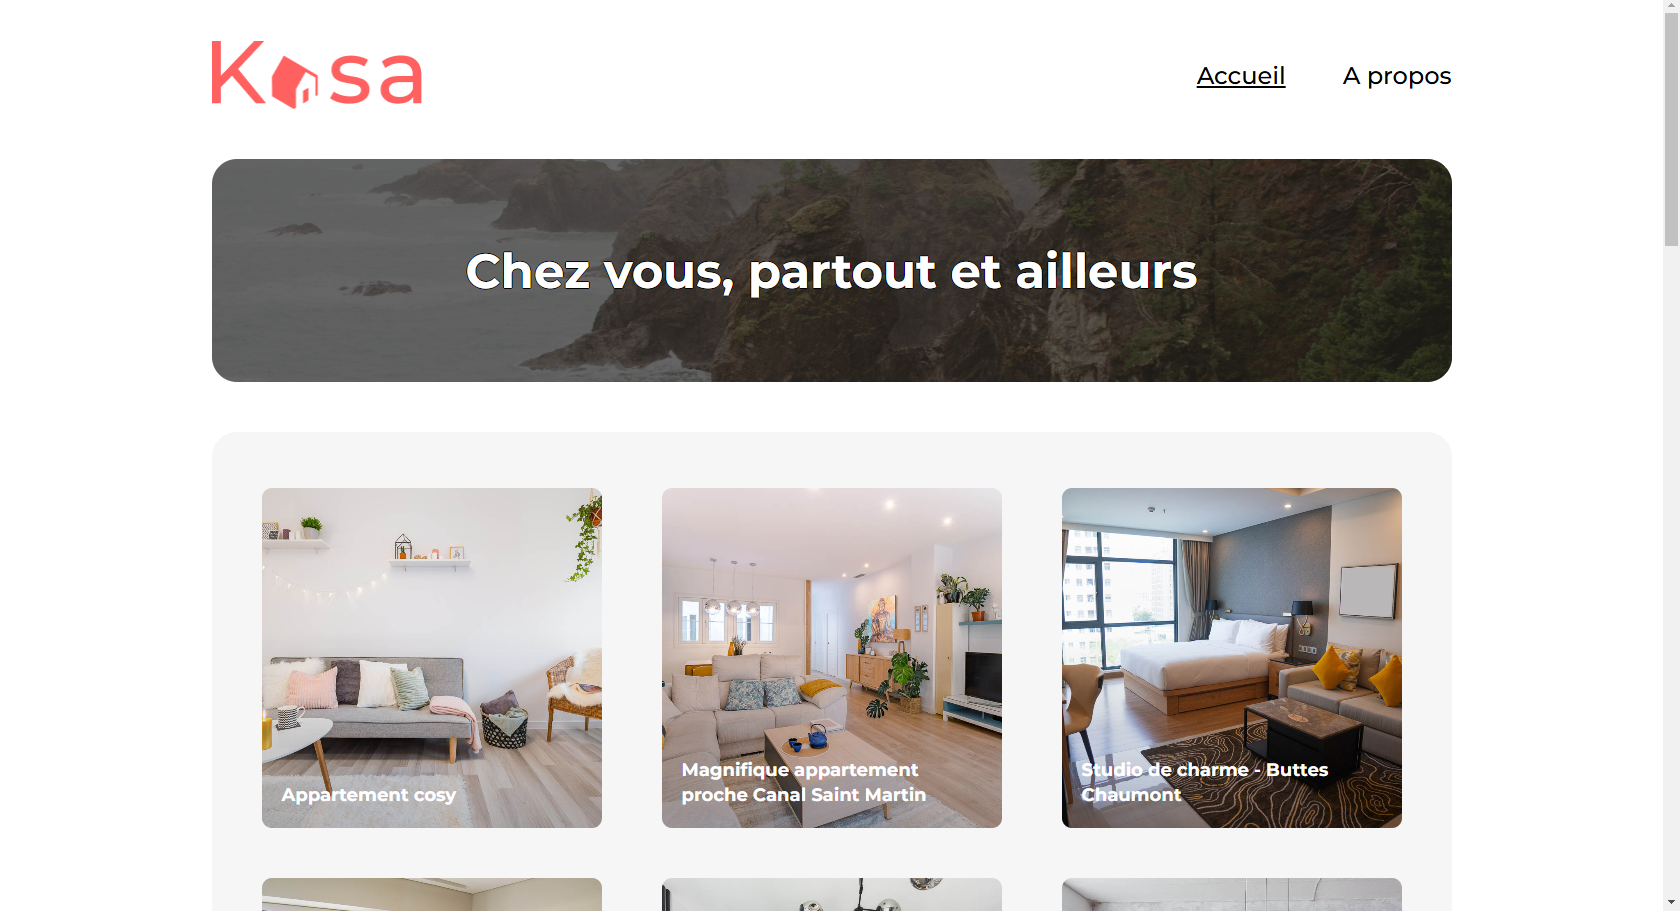 Kasa
Accueil
A propos
Chez vous, partout et ailleurs
Appartement cosy
Magnifique appartement
proche Canal Saint Martin
Studio de charme - Buttes
Chaumont